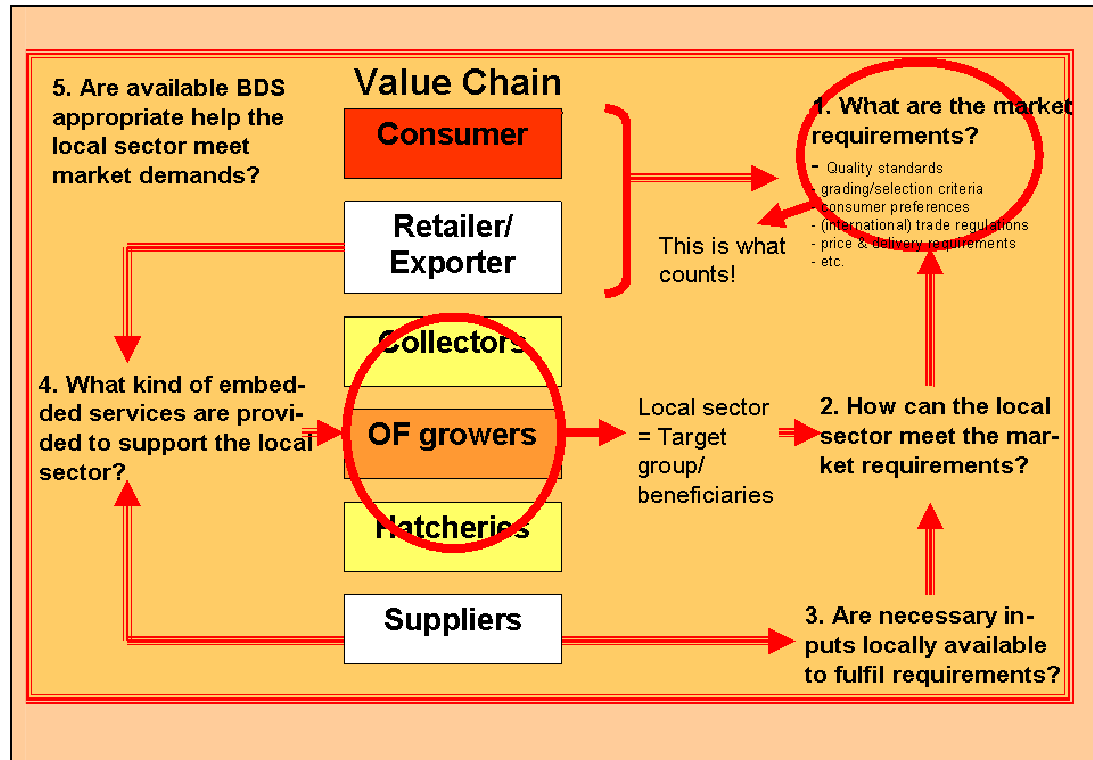 5. Are available BDS
appropriate help the
local sector meet
market demands?
Value Chain
Consumer
Retailer/
Exporter
Collectors
OF growers
Hatcheries
Suppliers
1. What are the market
requirements?
- Quality standards
- grading/selection criteria
- consumer preferences
- (international) trade regulations
- price & delivery requirements
- etc.
This is what
counts!
4. What kind of embed-
ded services are provi-
ded to support the local
sector?
Local sector
= Target
group/
beneficiaries
2. How can the local
sector meet the mar-
ket requirements?
3. Are necessary in-
puts locally available
to fulfil requirements?